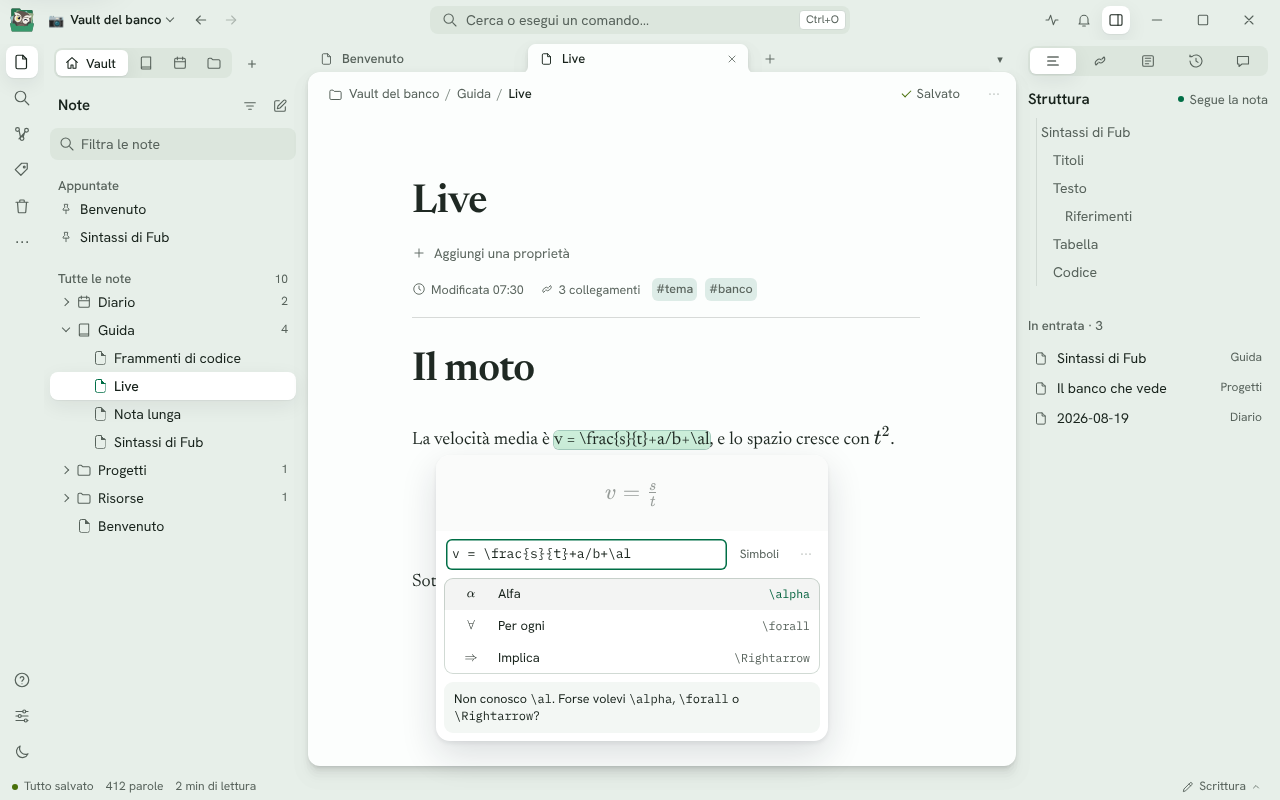 Vault del banco
Cerca o esegui un comando…
Ctrl+O
Vault
Benvenuto
Live
Note
Filtra le note
Appuntate
Benvenuto
Sintassi di Fub
Tutte le note 10
Diario 2
Guida 4
Frammenti di codice
Live
Nota lunga
Sintassi di Fub
Progetti 1
Risorse 1
Benvenuto
Vault del banco / Guida / Live
Salvato
Live
Aggiungi una proprietà
Modificata 07:30 3 collegamenti #tema #banco
Il moto
La velocità media è v = \frac{s}{t}+a/b+\al, e lo spazio cresce con t².
v = s/t
v = \frac{s}{t}+a/b+\al
Simboli
Sot
α Alfa \alpha
∀ Per ogni \forall
⇒ Implica \Rightarrow
Non conosco \al. Forse volevi \alpha, \forall o
\Rightarrow?
Struttura
Segue la nota
Sintassi di Fub
Titoli
Testo
Riferimenti
Tabella
Codice
In entrata · 3
Sintassi di Fub Guida
Il banco che vede Progetti
2026-08-19 Diario
Tutto salvato 412 parole 2 min di lettura
Scrittura